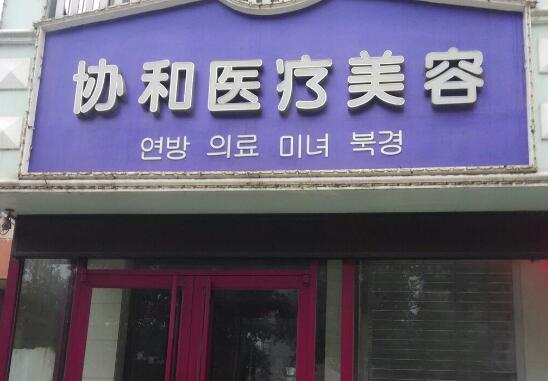 协和医疗美容
연방 의료 미녀 북경